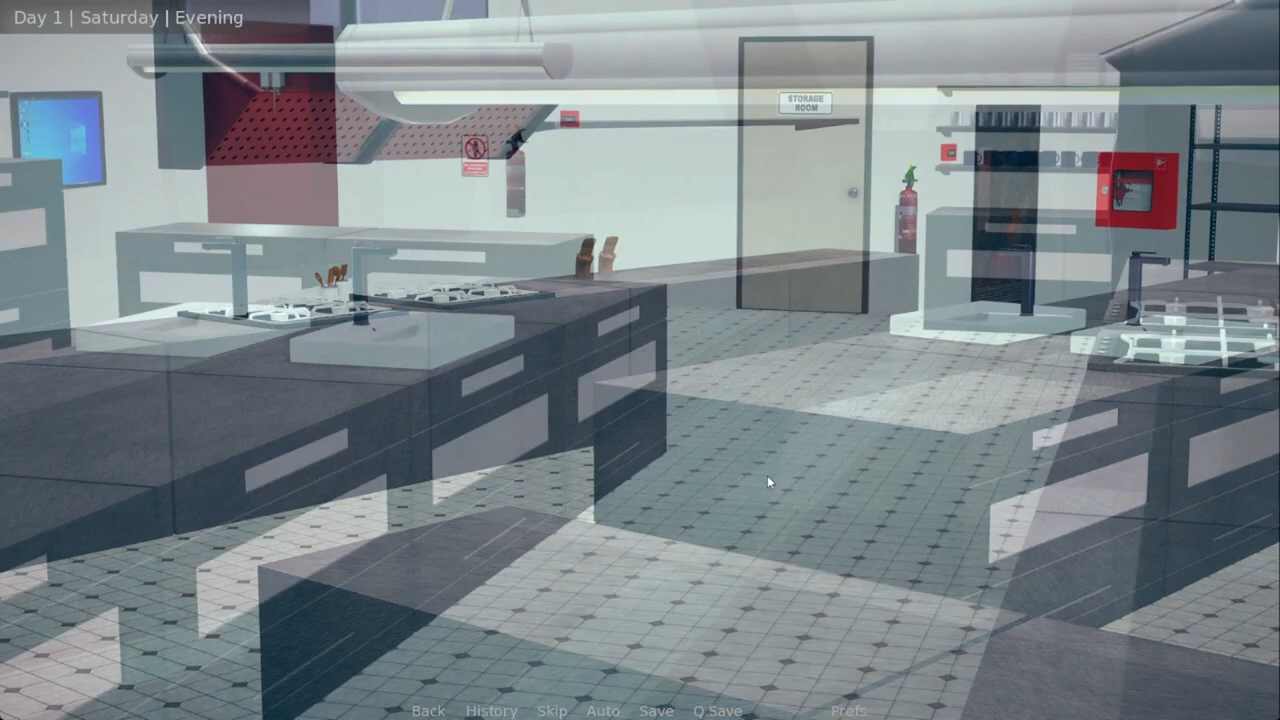 Day 1 | Saturday | Evening
STORAGE
ROOM
Back History Skip Auto Save Q.Save Prefs